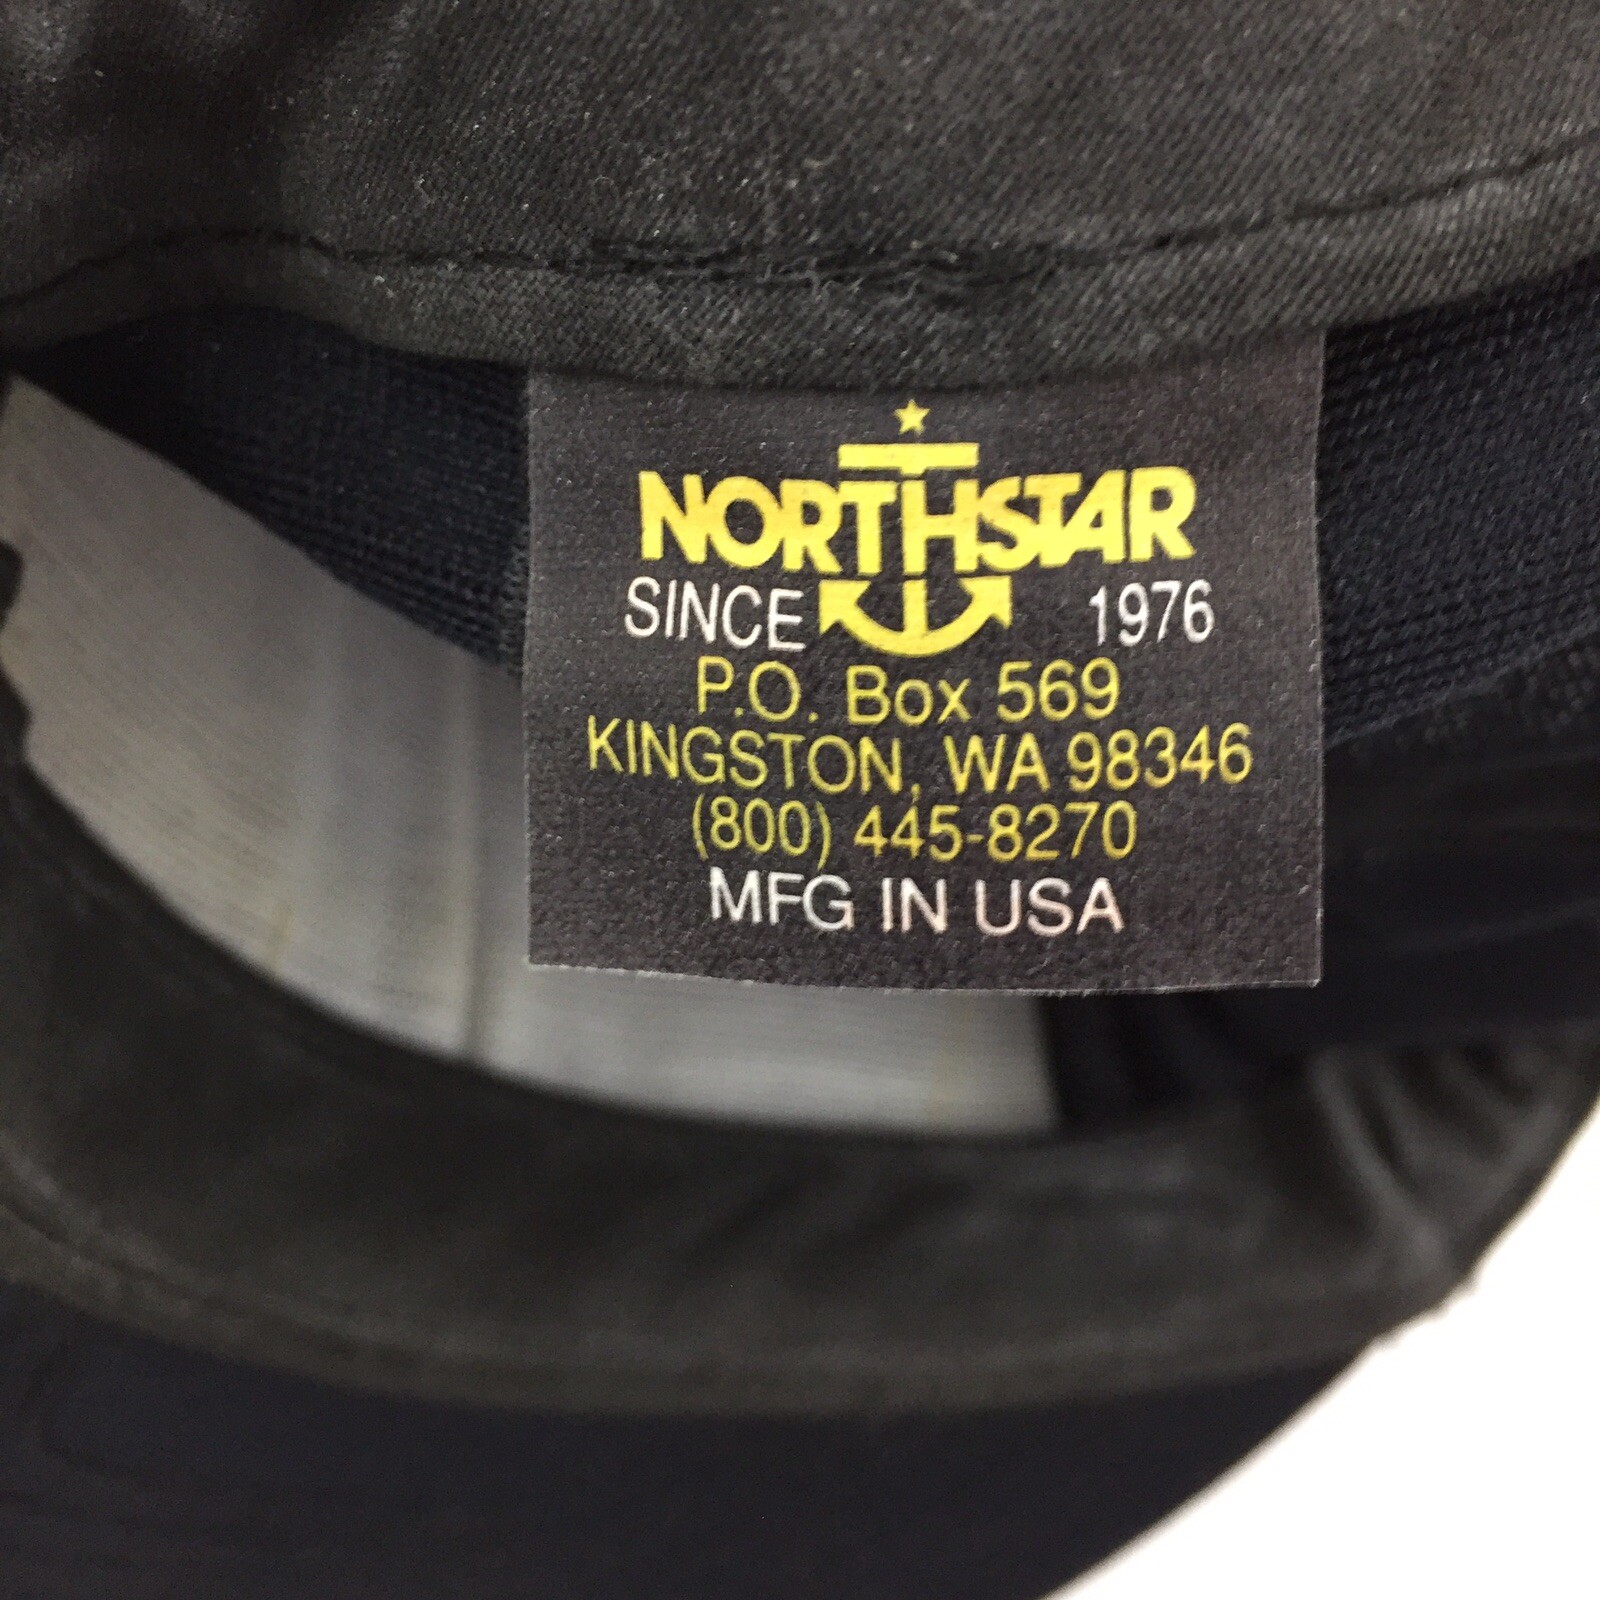 NORTHSTAR
SINCE 1976
P.O. Box 569
KINGSTON, WA 98346
(800) 445-8270
MFG IN USA